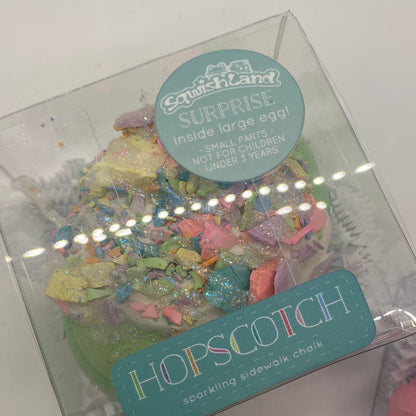 SquishLand
SURPRISE
inside large egg!
- SMALL PARTS
NOT FOR CHILDREN
UNDER 3 YEARS
HOPSCOTCH
sparkling sidewalk chalk